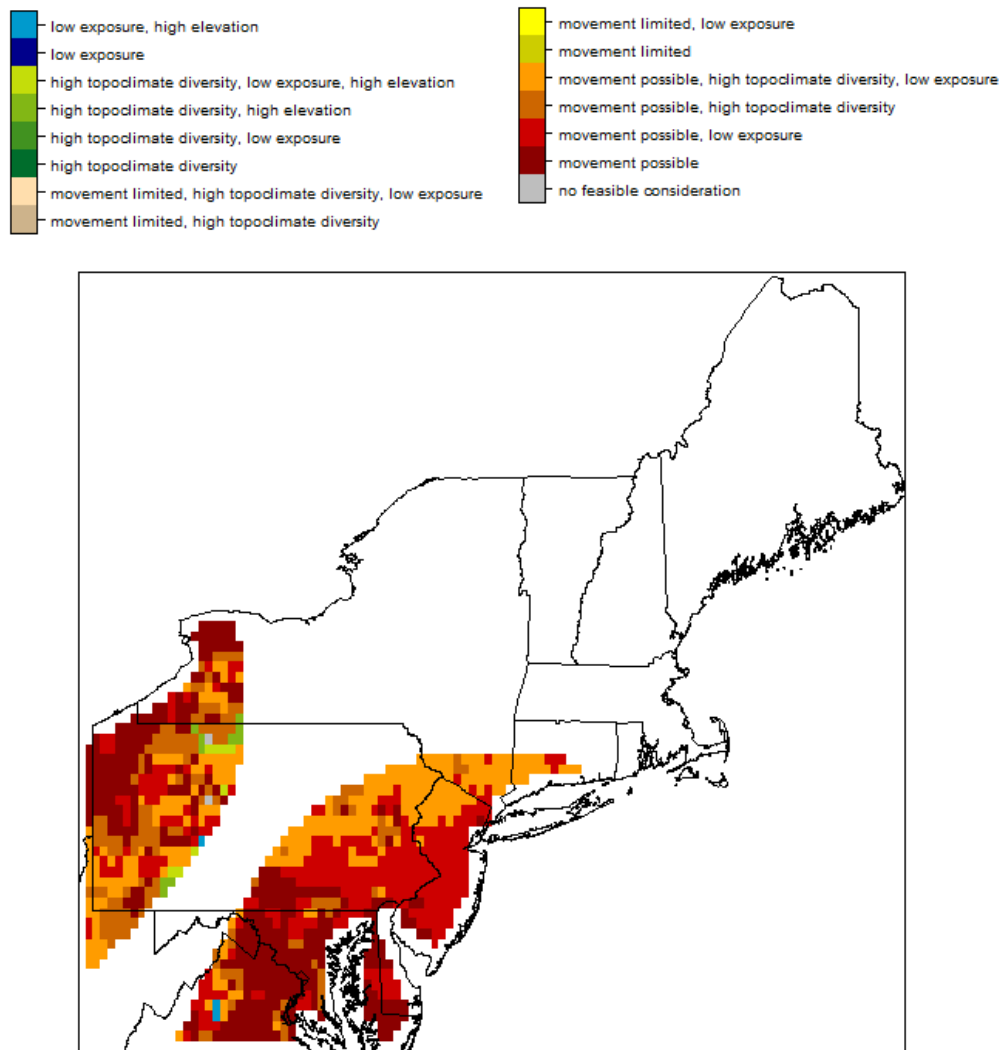 low exposure, high elevation
low exposure
high topoclimate diversity, low exposure, high elevation
high topoclimate diversity, high elevation
high topoclimate diversity, low exposure
high topoclimate diversity
movement limited, high topoclimate diversity, low exposure
movement limited, high topoclimate diversity
movement limited, low exposure
movement limited
movement possible, high topoclimate diversity, low exposure
movement possible, high topoclimate diversity
movement possible, low exposure
movement possible
no feasible consideration